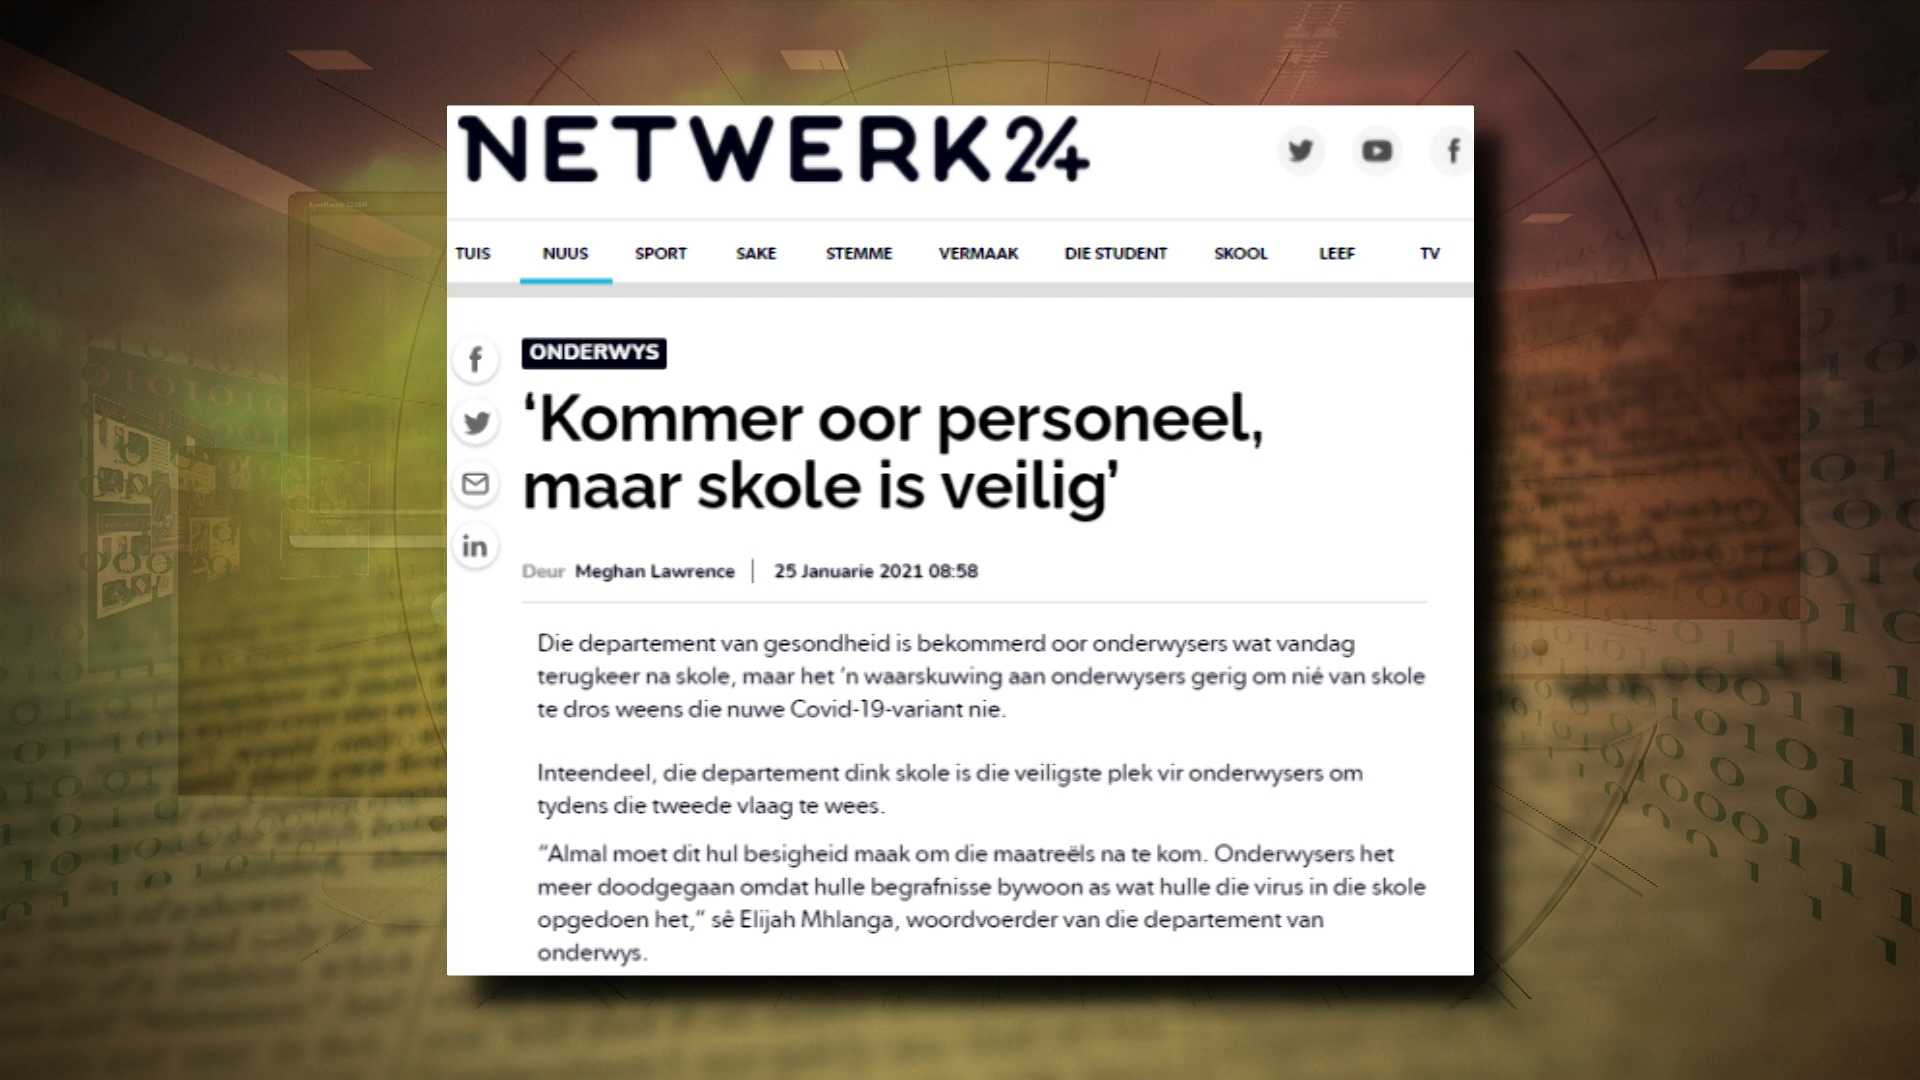 NETWERK24
TUIS NUUS SPORT SAKE STEMME VERMAAK DIE STUDENT SKOOL LEEF TV
ONDERWYS
‘Kommer oor personeel,
maar skole is veilig’
Deur Meghan Lawrence | 25 Januarie 2021 08:58
Die departement van gesondheid is bekommerd oor onderwysers wat vandag
terugkeer na skole, maar het ’n waarskuwing aan onderwysers gerig om nié van skole
te dros weens die nuwe Covid-19-variant nie.
Inteendeel, die departement dink skole is die veiligste plek vir onderwysers om
tydens die tweede vlaag te wees.
“Almal moet dit hul besigheid maak om die maatreëls na te kom. Onderwysers het
meer doodgegaan omdat hulle begrafnisse bywoon as wat hulle die virus in die skole
opgedoen het,” sê Elijah Mhlanga, woordvoerder van die departement van
onderwys.